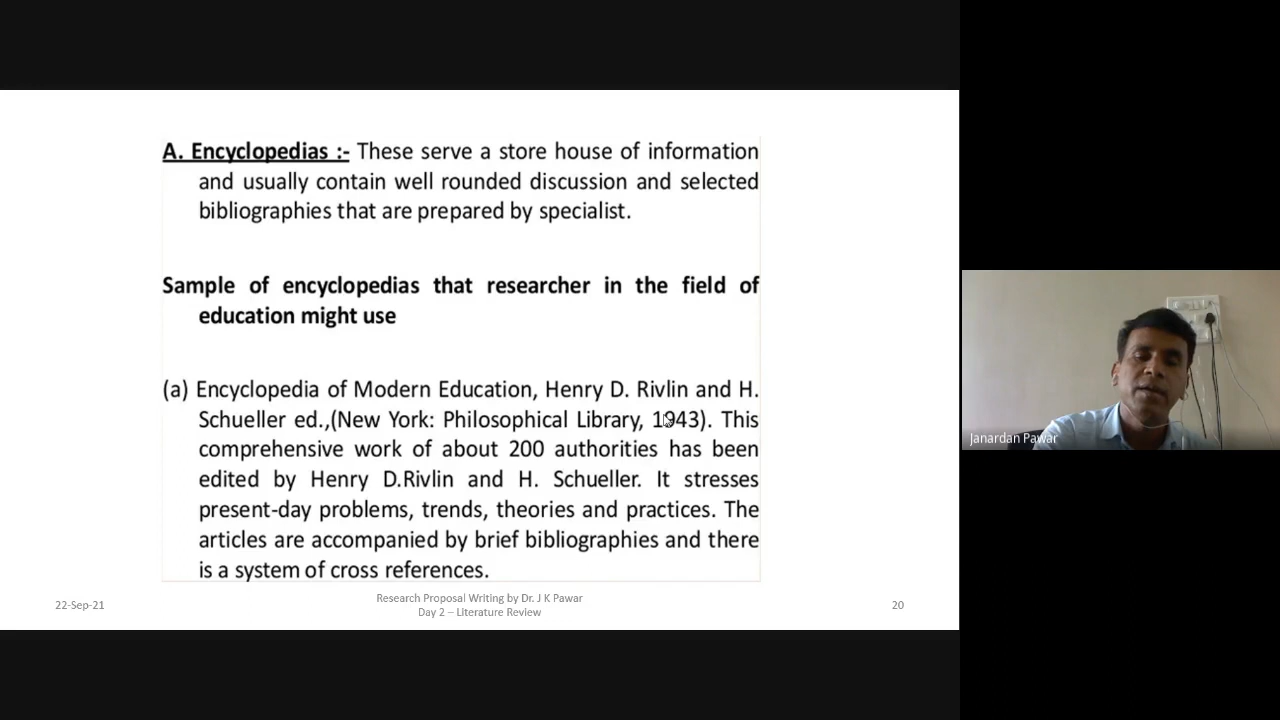 A. Encyclopedias :- These serve a store house of information
and usually contain well rounded discussion and selected
bibliographies that are prepared by specialist.
Sample of encyclopedias that researcher in the field of
education might use
(a) Encyclopedia of Modern Education, Henry D. Rivlin and H.
Schueller ed.,(New York: Philosophical Library, 1943). This
comprehensive work of about 200 authorities has been
edited by Henry D.Rivlin and H. Schueller. It stresses
present-day problems, trends, theories and practices. The
articles are accompanied by brief bibliographies and there
is a system of cross references.
22-Sep-21
Research Proposal Writing by Dr. J K Pawar
Day 2 – Literature Review
20
Janardan Pawar